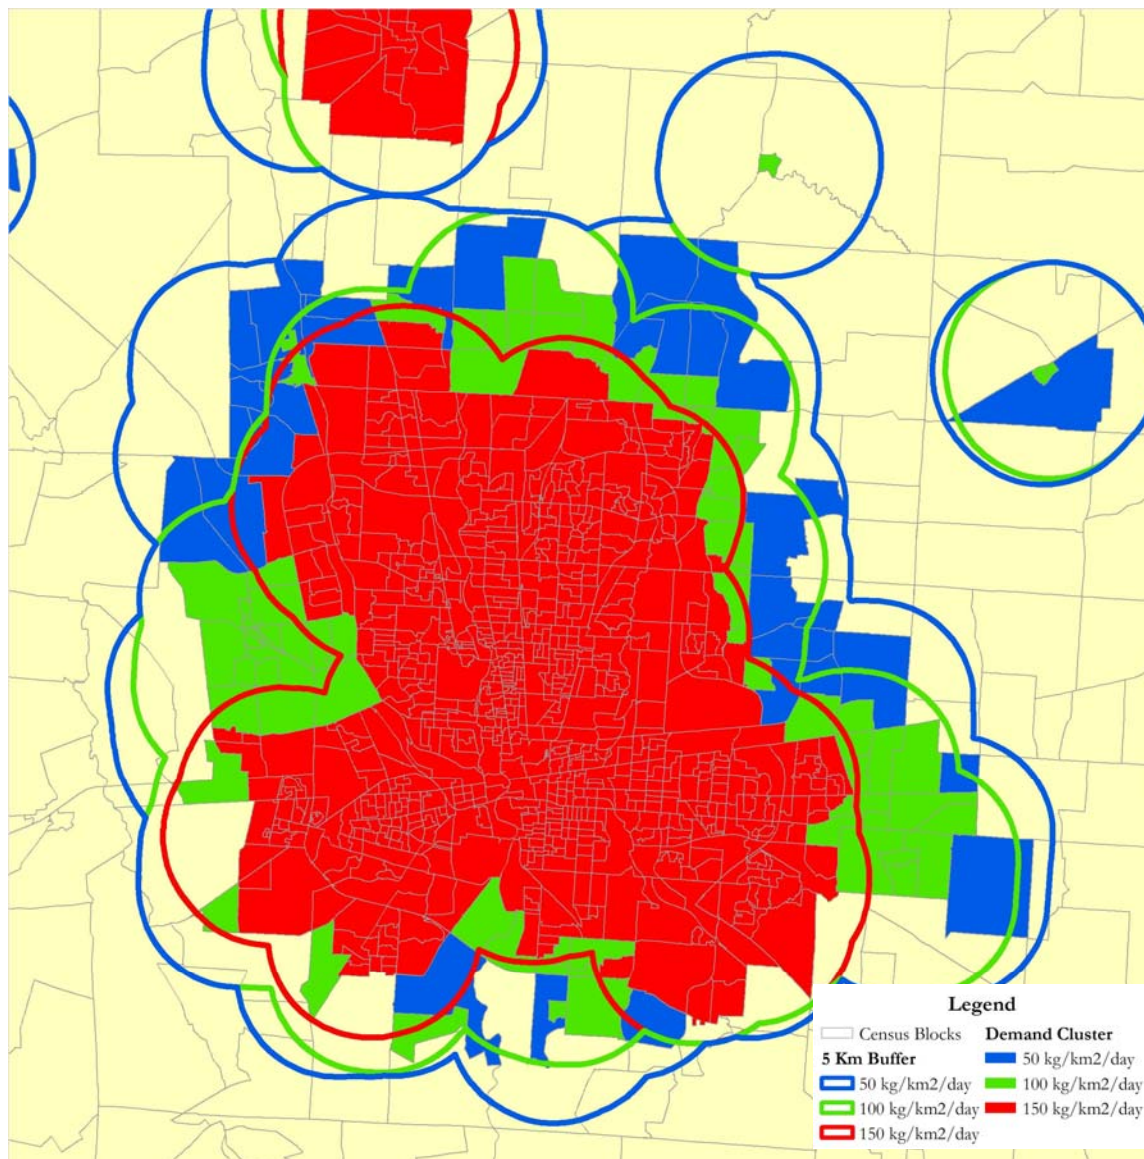 Legend
Census Blocks
5 Km Buffer
50 kg/km2/day
100 kg/km2/day
150 kg/km2/day
Demand Cluster
50 kg/km2/day
100 kg/km2/day
150 kg/km2/day